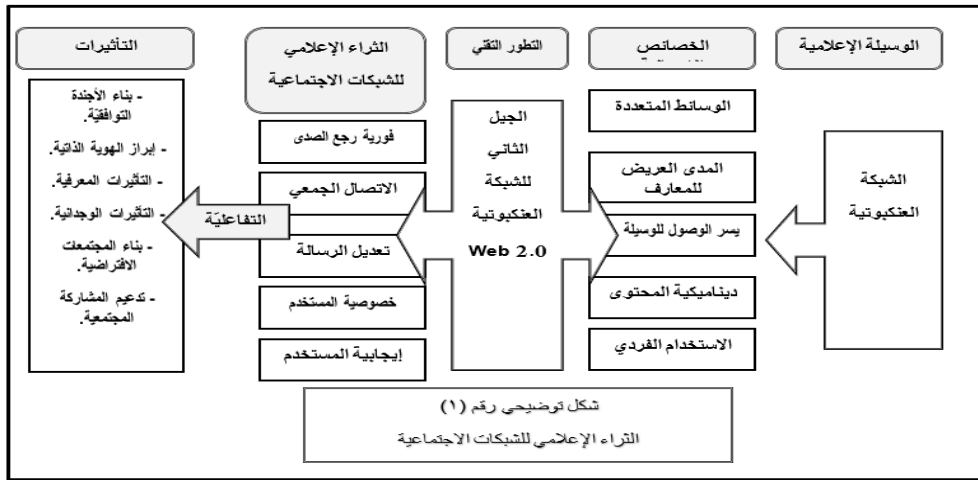 الوسيلة الإعلامية
الخصائص
التطور التقني
الثراء الإعلامي
للشبكات الاجتماعية
التأثيرات
الشبكة
العنكبوتية
الوسائط المتعددة
المدى العريض
للمعارف
يسر الوصول للوسيلة
ديناميكية المحتوى
الاستخدام الفردي
الجيل
الثاني
للشبكة
العنكبوتية
Web 2.0
فورية رجع الصدى
الاتصال الجمعي
تعديل الرسالة
خصوصية المستخدم
إيجابية المستخدم
التفاعليّة
- بناء الأجندة
التوافقيّة.
- إبراز الهوية الذاتية.
- التأثيرات المعرفية.
- التأثيرات الوجدانية.
- بناء المجتمعات
الافتراضية.
- تدعيم المشاركة
المجتمعية.
شكل توضيحي رقم (١)
الثراء الإعلامي للشبكات الاجتماعية